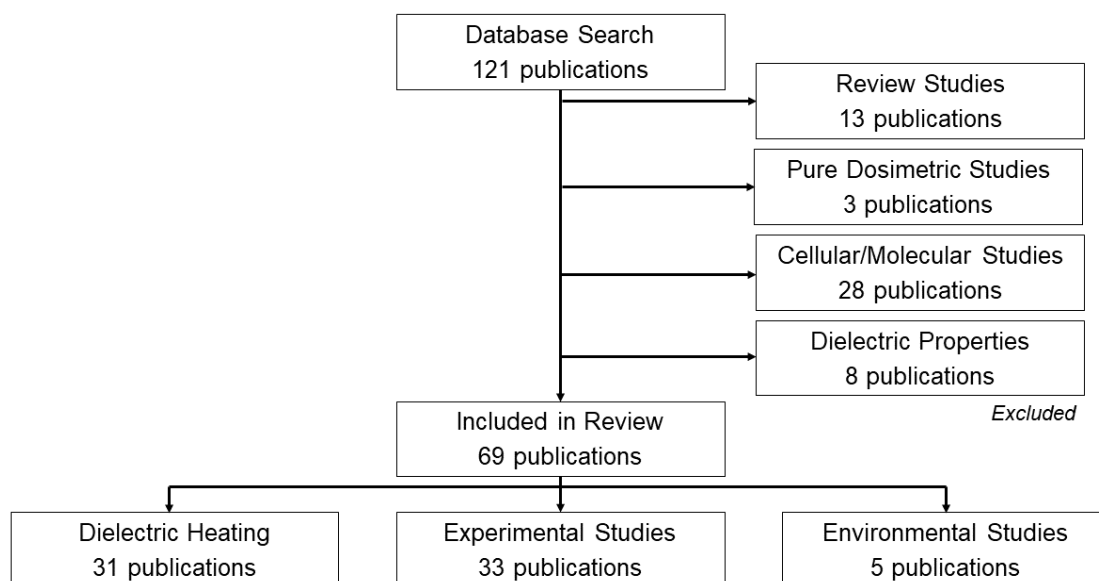 Database Search
121 publications
Review Studies
13 publications
Pure Dosimetric Studies
3 publications
Cellular/Molecular Studies
28 publications
Dielectric Properties
8 publications
Excluded
Included in Review
69 publications
Dielectric Heating
31 publications
Experimental Studies
33 publications
Environmental Studies
5 publications